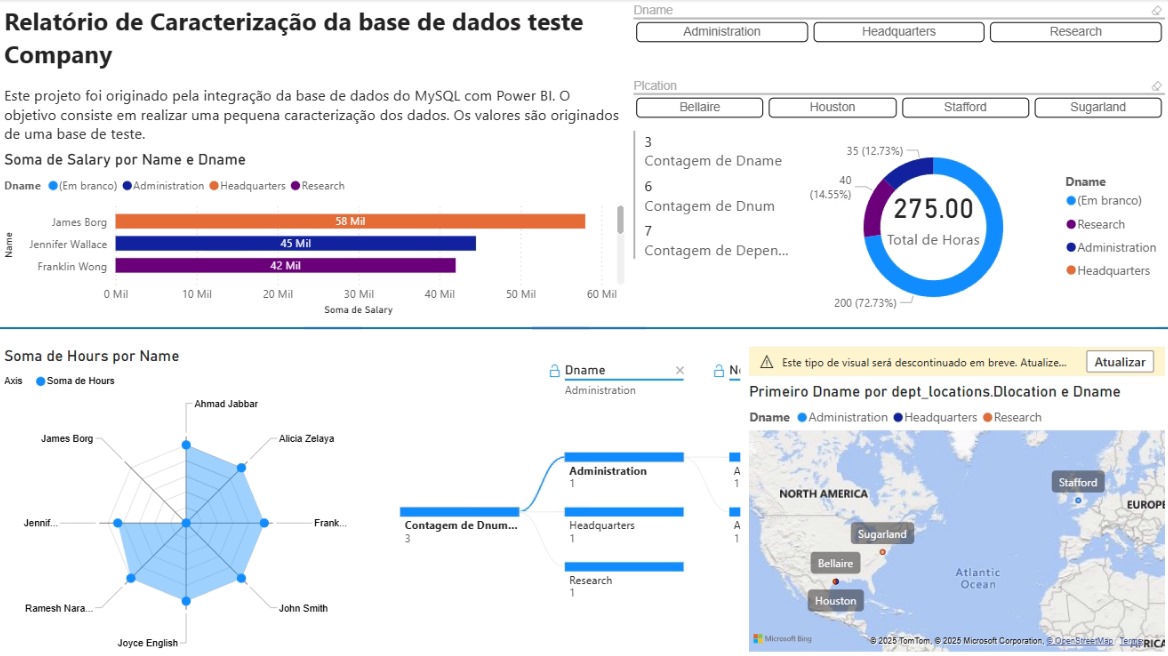 Relatório de Caracterização da base de dados teste
Company
Este projeto foi originado pela integração da base de dados do MySQL com Power BI. O
objetivo consiste em realizar uma pequena caracterização dos dados. Os valores são originados
de uma base de teste.
Dname
Administration Headquarters Research
Plcation
Bellaire Houston Stafford Sugarland
Soma de Salary por Name e Dname
Dname (Em branco) Administration Headquarters Research
Name
James Borg 58 Mil
Jennifer Wallace 45 Mil
Franklin Wong 42 Mil
0 Mil 10 Mil 20 Mil 30 Mil 40 Mil 50 Mil 60 Mil
Soma de Salary
3
Contagem de Dname
6
Contagem de Dnum
7
Contagem de Depen...
35 (12.73%)
40
(14.55%)
275.00
Total de Horas
200 (72.73%)
Dname
(Em branco)
Research
Administration
Headquarters
Soma de Hours por Name
Axis Soma de Hours
Ahmad Jabbar
Alicia Zelaya
Frank...
John Smith
Joyce English
Ramesh Nara...
Jennif...
James Borg
Dname
Administration
Contagem de Dnum...
3
Administration
1
Headquarters
1
Research
1
A
1
A
1
Este tipo de visual será descontinuado em breve. Atualize... Atualizar
Primeiro Dname por dept_locations.Dlocation e Dname
Dname Administration Headquarters Research
NORTH AMERICA
Stafford
EUROPE
Sugarland
Bellaire
Houston
Atlantic
Ocean
AFRICA
Microsoft Bing
© 2025 TomTom, © 2025 Microsoft Corporation, © OpenStreetMap Terms